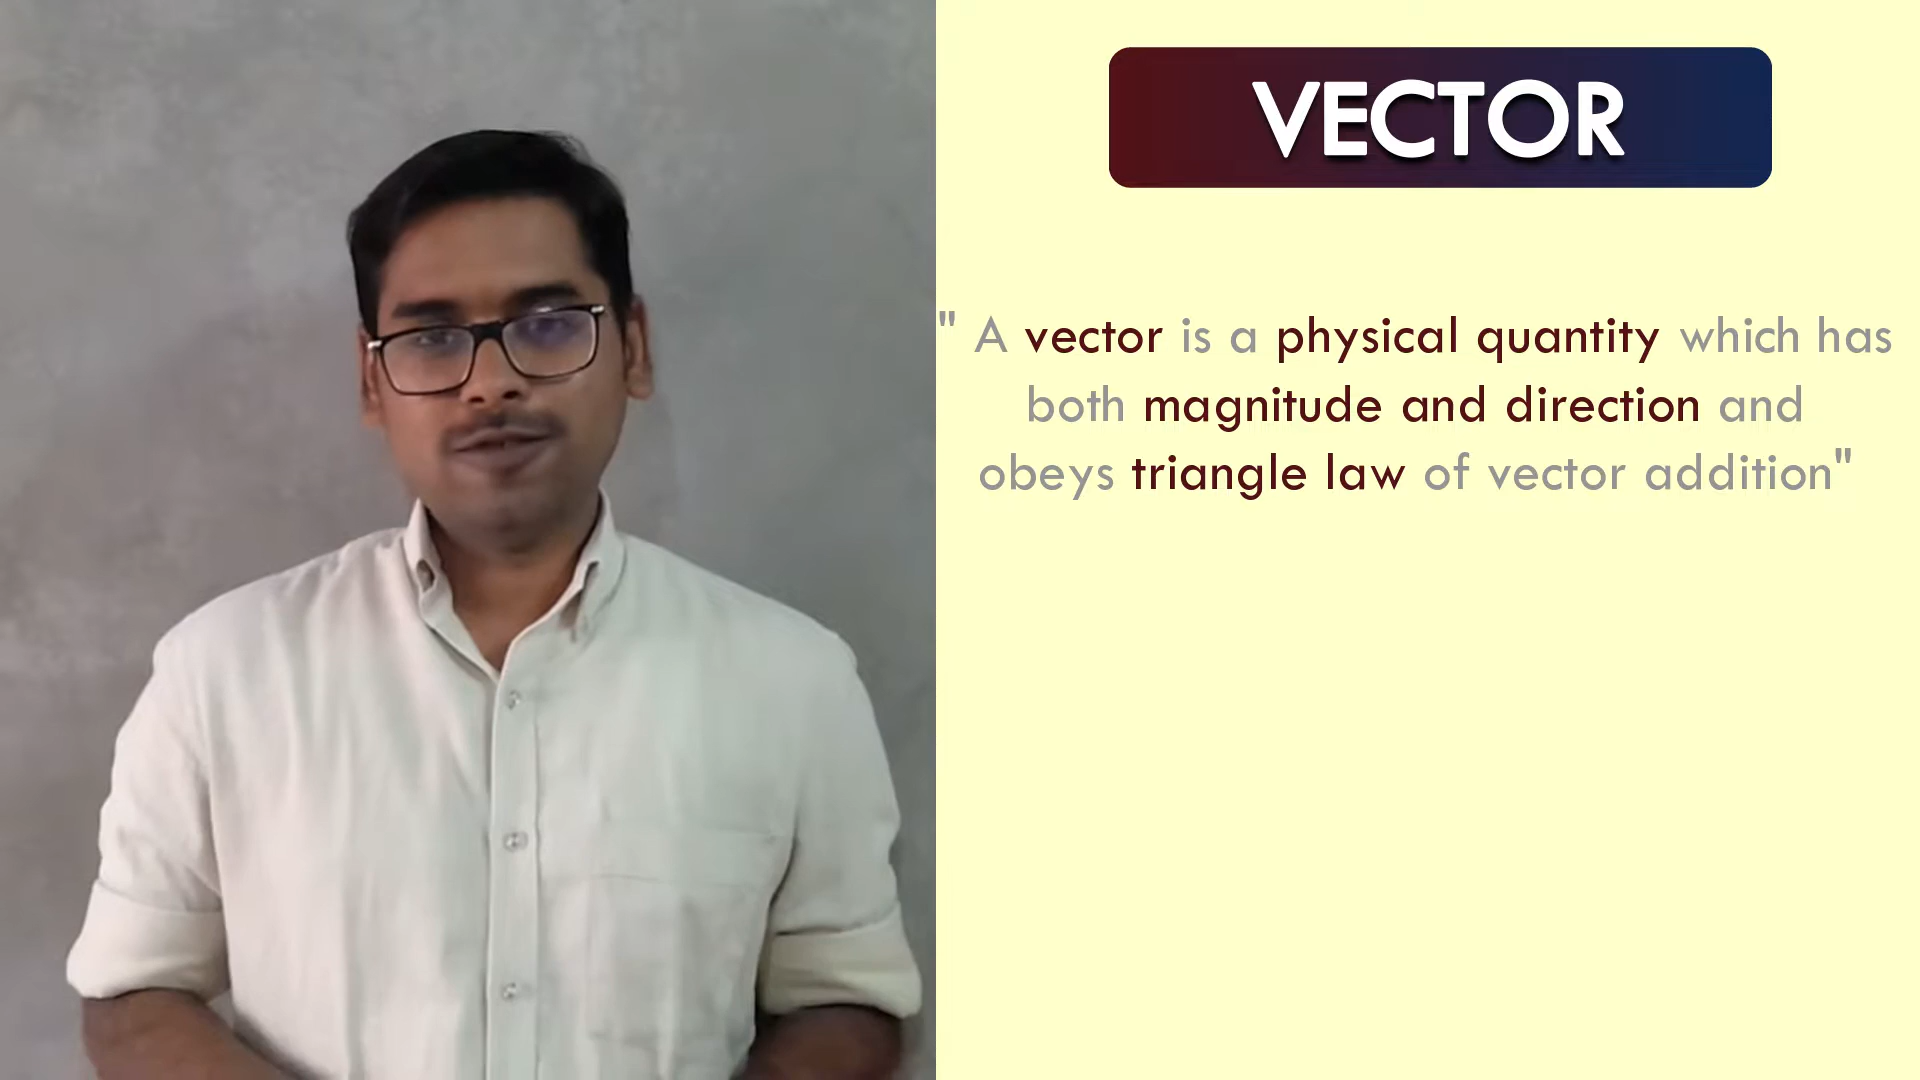 VECTOR
" A vector is a physical quantity which has
both magnitude and direction and
obeys triangle law of vector addition"